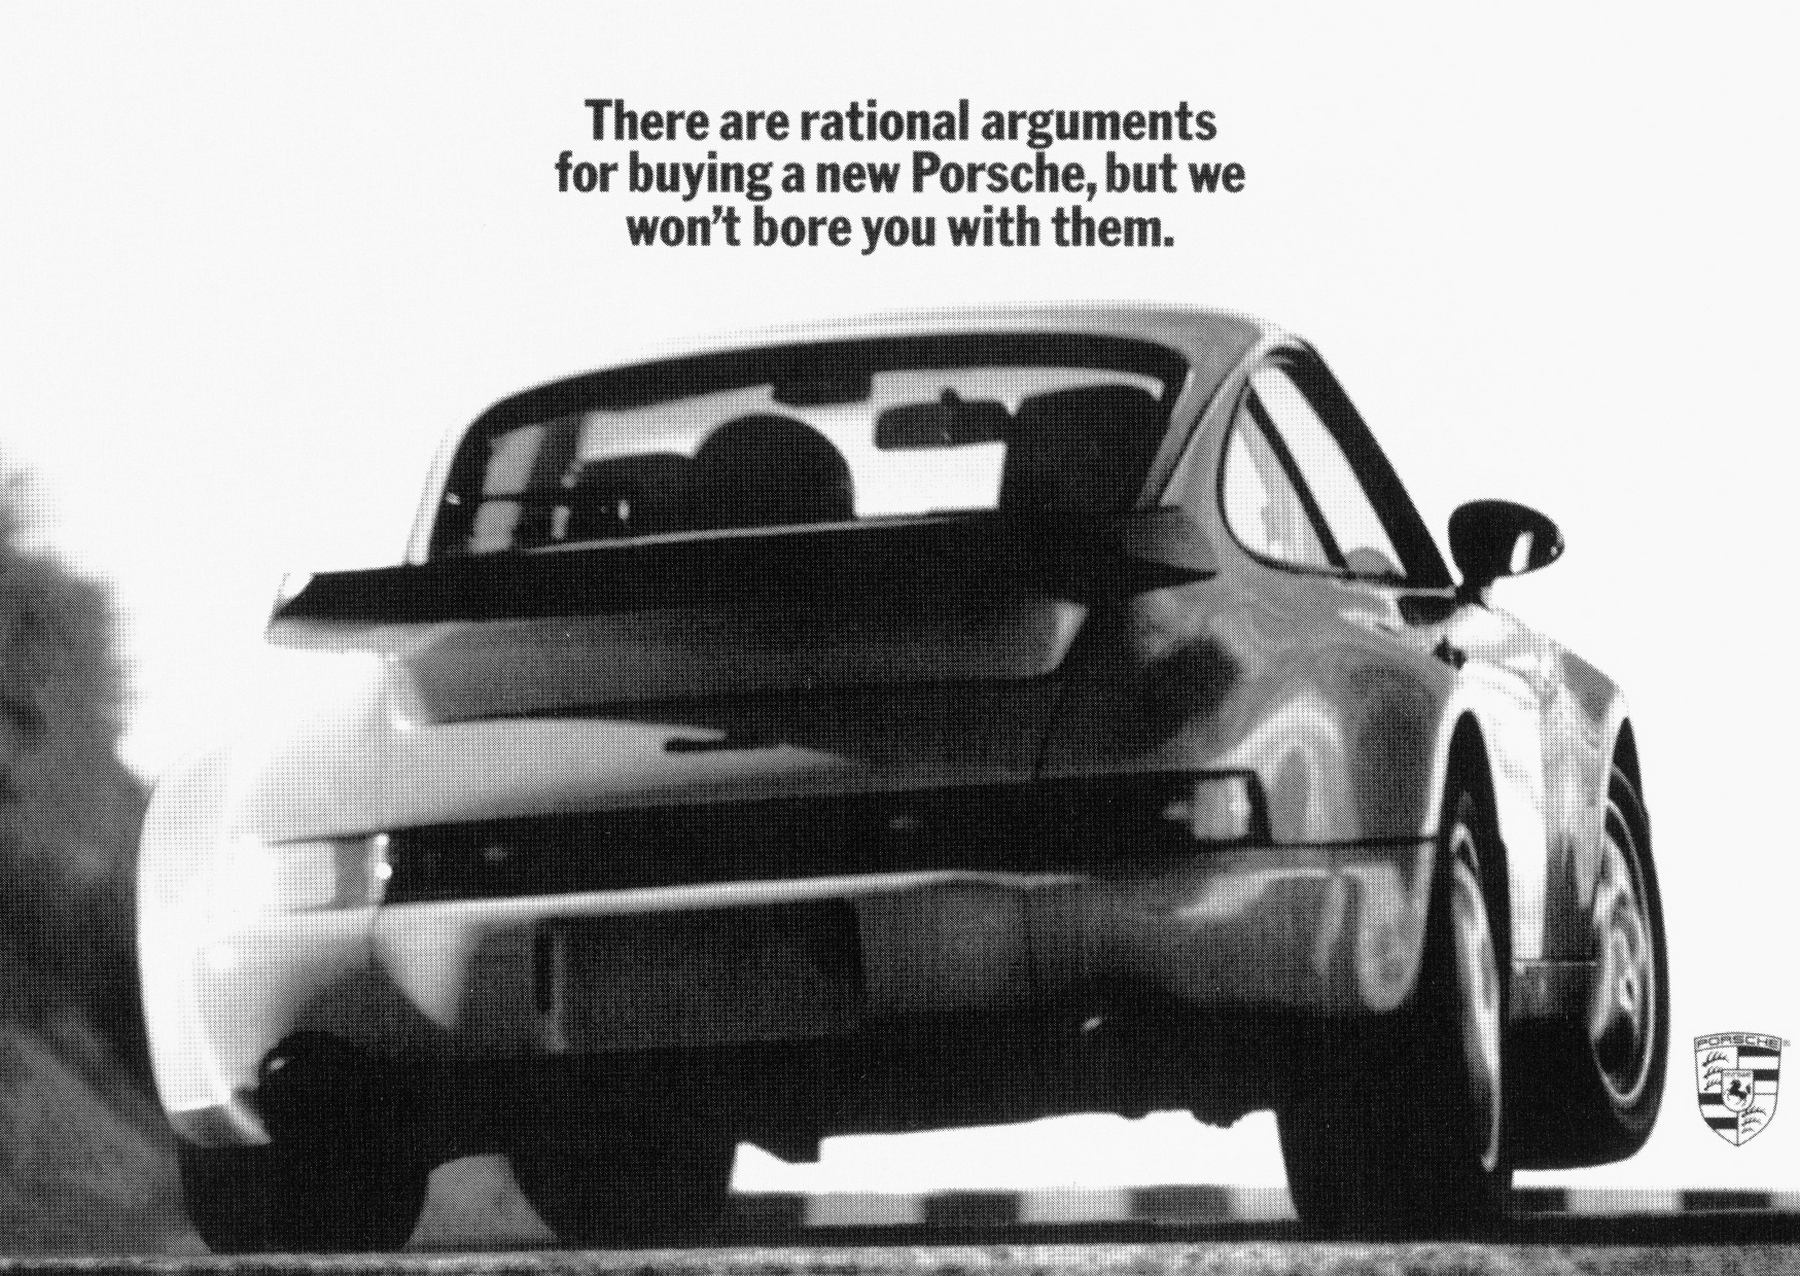 There are rational arguments
for buying a new Porsche, but we
won't bore you with them.
PORSCHE